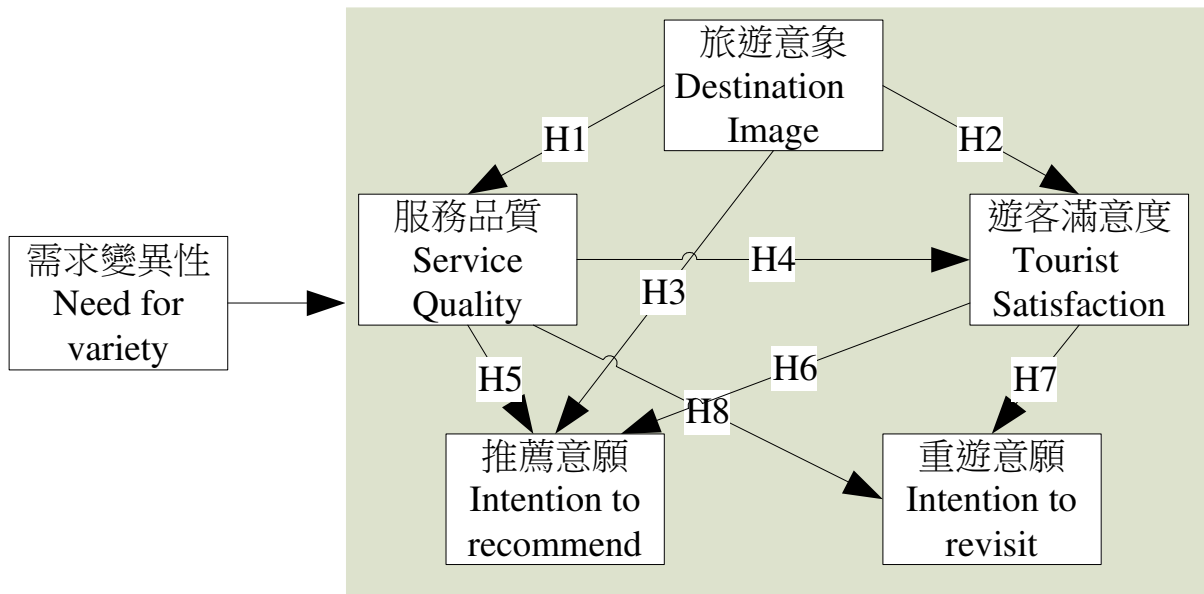 旅遊意象
Destination
Image
H1
H2
服務品質
Service
Quality
遊客滿意度
Tourist
Satisfaction
需求變異性
Need for
variety
H4
H3
H5
H6
H7
H8
推薦意願
Intention to
recommend
重遊意願
Intention to
revisit